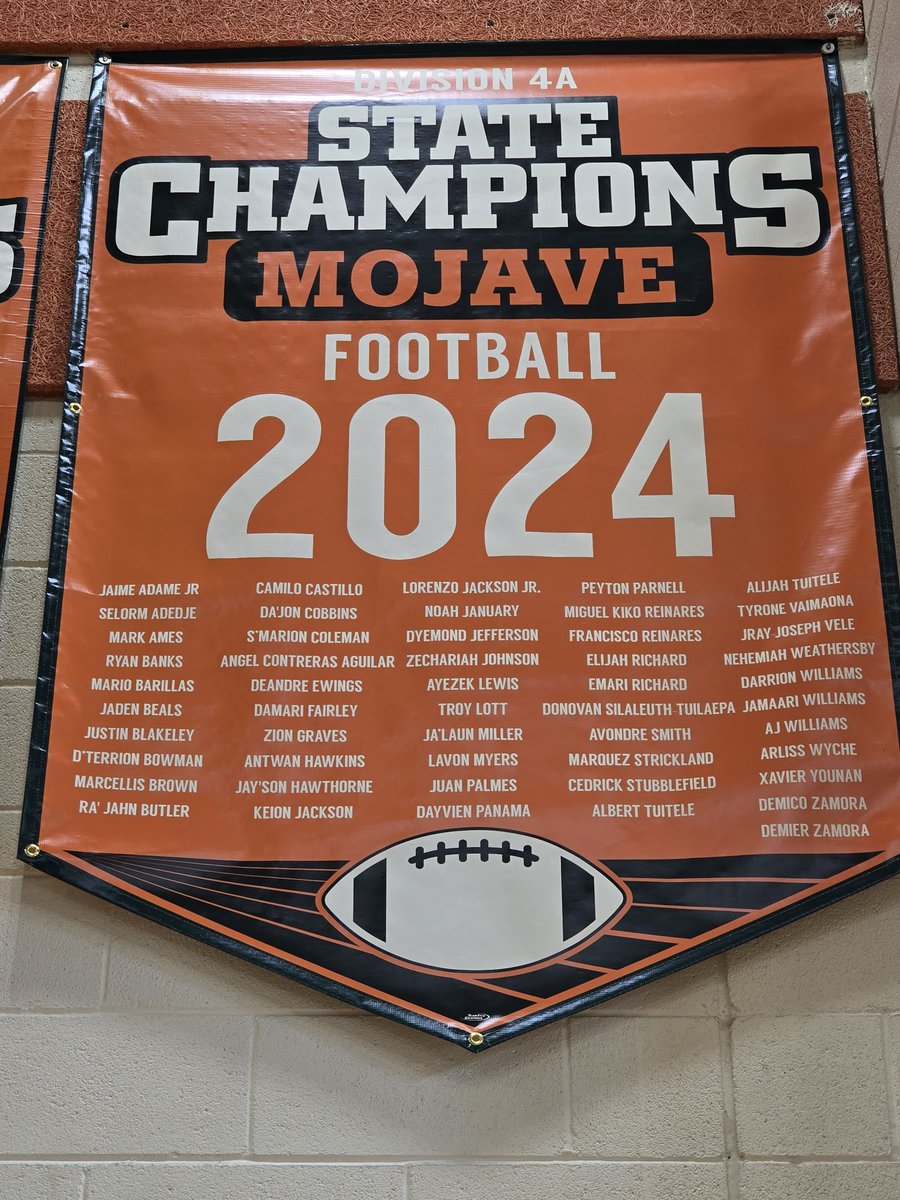 DIVISION 4A
STATE
CHAMPIONS
MOJAVE
FOOTBALL
2024
JAIME ADAME JR
SELORM ADEDJE
MARK AMES
RYAN BANKS
MARIO BARILLAS
JADEN BEALS
JUSTIN BLAKELEY
D'TERRION BOWMAN
MARCELLIS BROWN
RA' JAHN BUTLER
CAMILO CASTILLO
DA'JON COBBINS
S'MARION COLEMAN
ANGEL CONTRERAS AGUILAR
DEANDRE EWINGS
DAMARI FAIRLEY
ZION GRAVES
ANTWAN HAWKINS
JAY'SON HAWTHORNE
KEION JACKSON
LORENZO JACKSON JR.
NOAH JANUARY
DYEMOND JEFFERSON
ZECHARIAH JOHNSON
AYEZEK LEWIS
TROY LOTT
JA'LAUN MILLER
LAVON MYERS
JUAN PALMES
DAYVIEN PANAMA
PEYTON PARNELL
MIGUEL KIKO REINARES
FRANCISCO REINARES
ELIJAH RICHARD
EMARI RICHARD
DONOVAN SILALEUTH-TUILAEPA
AVONDRE SMITH
MARQUEZ STRICKLAND
CEDRICK STUBBLEFIELD
ALBERT TUITELE
ALIJAH TUITELE
TYRONE VAIMAONA
JRAY JOSEPH VELE
NEHEMIAH WEATHERSBY
DARRION WILLIAMS
JAMAARI WILLIAMS
AJ WILLIAMS
ARLISS WYCHE
XAVIER YOUNAN
DEMICO ZAMORA
DEMIER ZAMORA